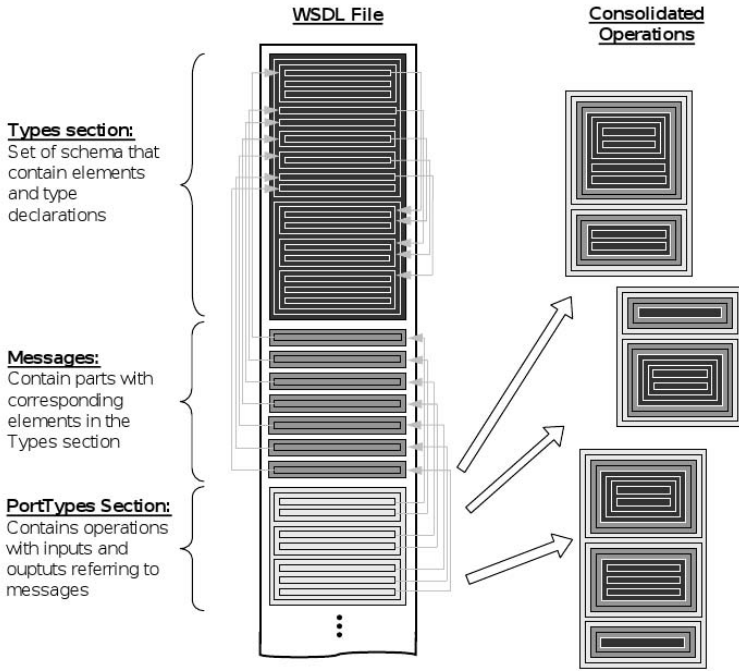 WSDL File
Consolidated
Operations
Types section:
Set of schema that
contain elements
and type
declarations
Messages:
Contain parts with
corresponding
elements in the
Types section
PortTypes Section:
Contains operations
with inputs and
ouptuts referring to
messages